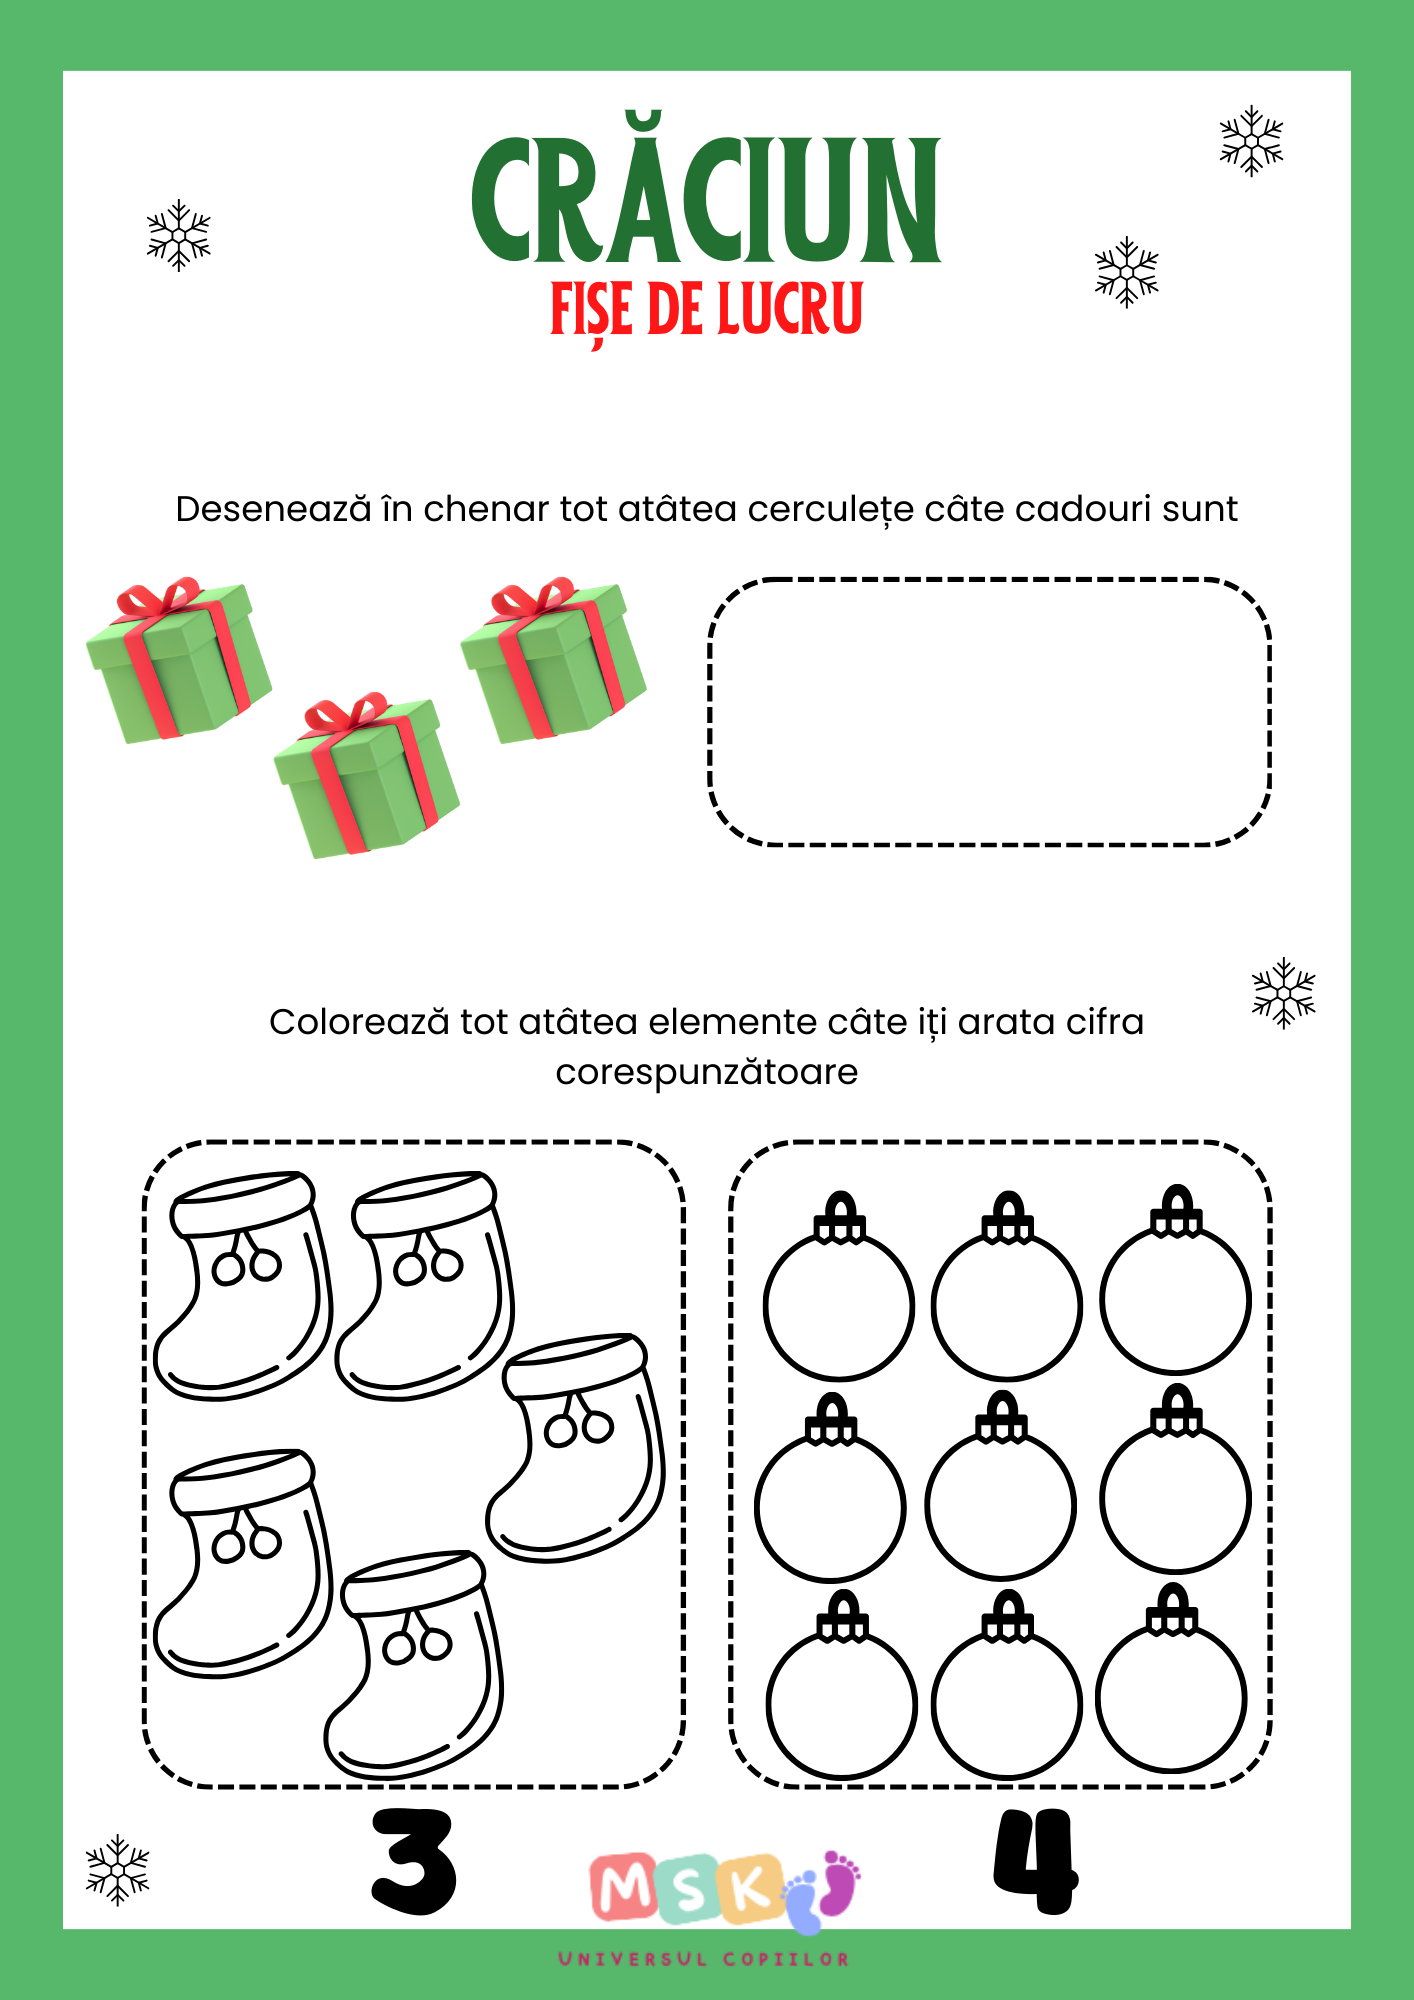 CRĂCIUN
FIȘE DE LUCRU
Desenează în chenar tot atâtea cerculețe câte cadouri sunt
Colorează tot atâtea elemente câte iți arata cifra
corespunzătoare
3
4
MSK
UNIVERSUL COPIILOR